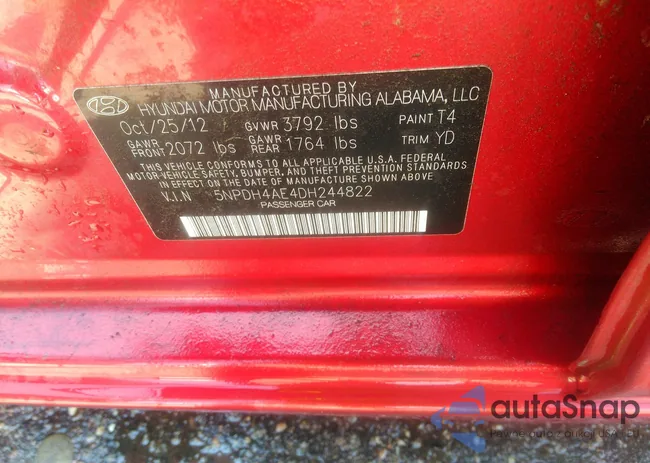 MANUFACTURED BY
HYUNDAI MOTOR MANUFACTURING ALABAMA, LLC
Oct/25/12 GVWR 3792 lbs PAINT T4
GAWR FRONT 2072 lbs GAWR REAR 1764 lbs TRIM YD
THIS VEHICLE CONFORMS TO ALL APPLICABLE U.S.A. FEDERAL
MOTOR VEHICLE SAFETY, BUMPER, AND THEFT PREVENTION STANDARDS
IN EFFECT ON THE DATE OF MANUFACTURE SHOWN ABOVE.
V.I.N 5NPDH4AE4DH244822
PASSENGER CAR
autaSnap